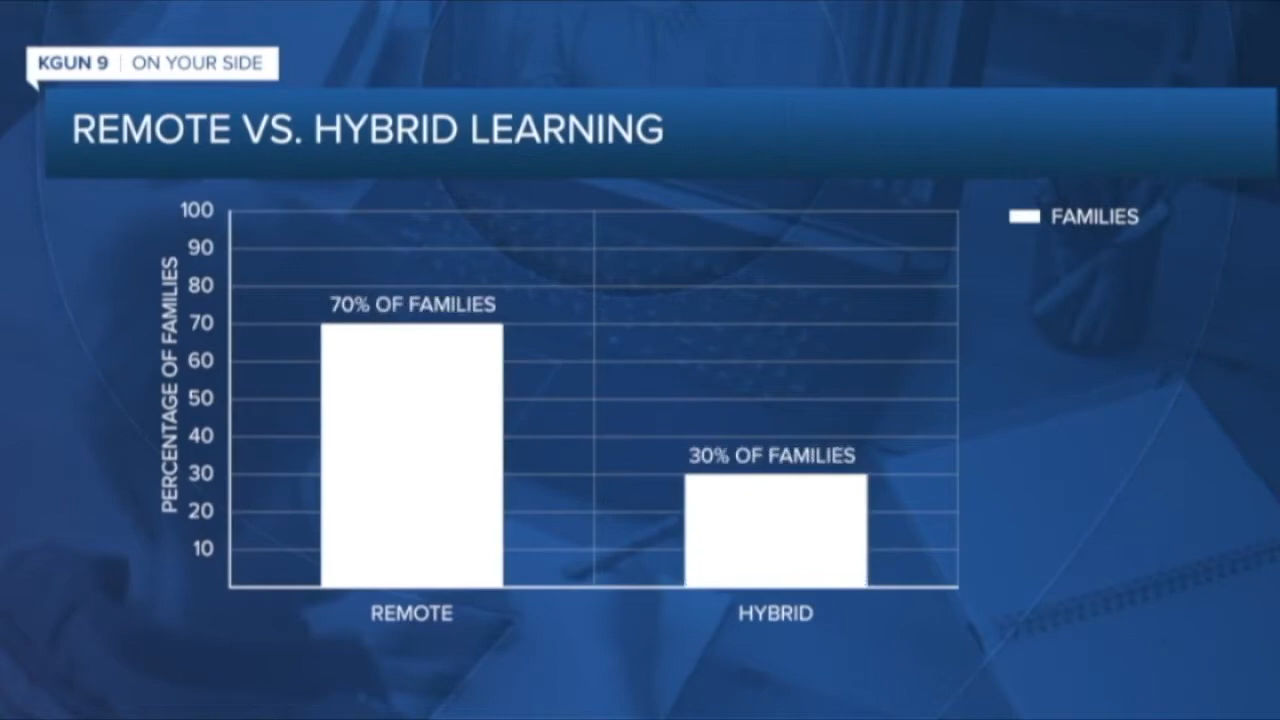 KGUN 9 | ON YOUR SIDE
REMOTE VS. HYBRID LEARNING
100
90
80
70
60
50
40
30
20
10
PERCENTAGE OF FAMILIES
70% OF FAMILIES
30% OF FAMILIES
REMOTE
HYBRID
FAMILIES